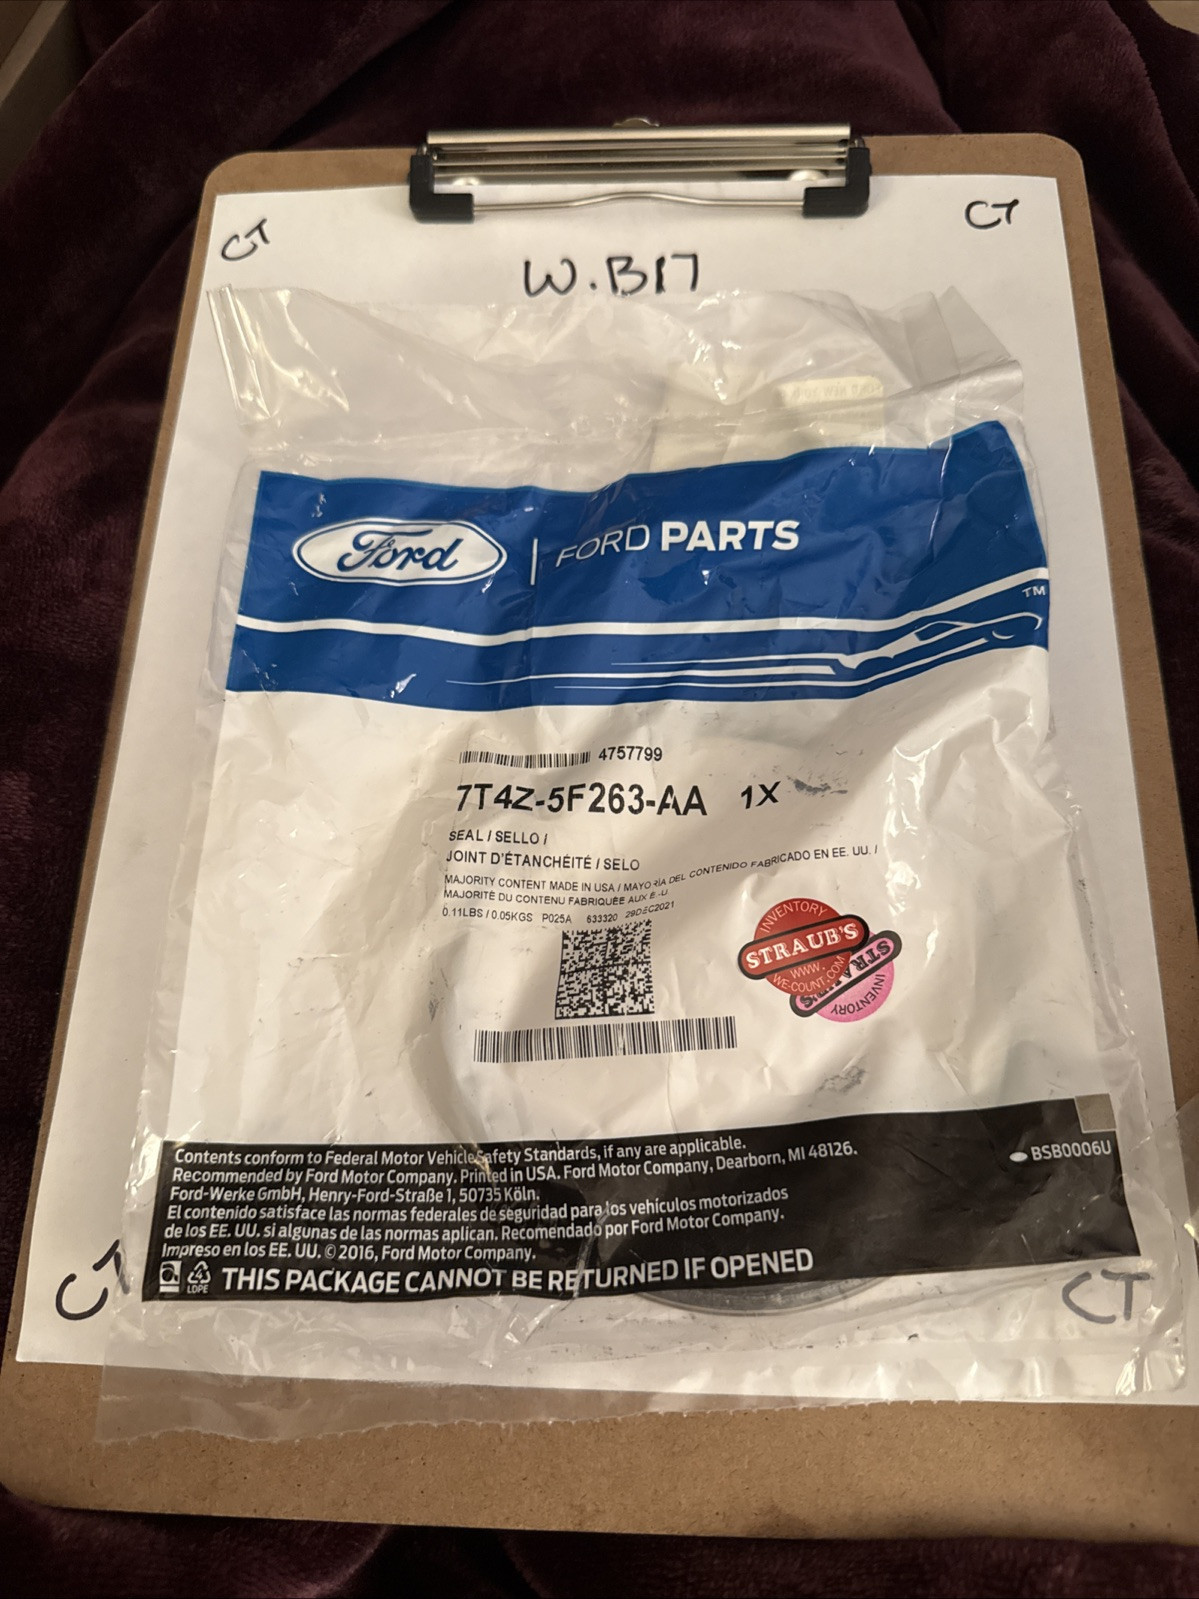 CT
CT
W.B17
Ford | FORD PARTS
TM
4757799
7T4Z-5F263-AA 1X
SEAL / SELLO /
JOINT D'ÉTANCHÉITÉ / SELO
MAJORITY CONTENT MADE IN USA / MAYORÍA DEL CONTENIDO FABRICADO EN EE. UU. /
MAJORITÉ DU CONTENU FABRIQUÉE AUX É.-U.
0.11LBS / 0.05KGS P025A 633320 29DEC2021
INVENTORY
STRAUB'S
WWW.
WE-COUNT.COM
INVENTORY
Contents conform to Federal Motor Vehicle Safety Standards, if any are applicable.
Recommended by Ford Motor Company. Printed in USA. Ford Motor Company, Dearborn, MI 48126.
Ford-Werke GmbH, Henry-Ford-Straße 1, 50735 Köln.
El contenido satisface las normas federales de seguridad para los vehículos motorizados
de los EE. UU. si algunas de las normas aplican. Recomendado por Ford Motor Company.
Impreso en los EE. UU. © 2016, Ford Motor Company.
BSB0006U
4
LDPE
THIS PACKAGE CANNOT BE RETURNED IF OPENED
CT
CT